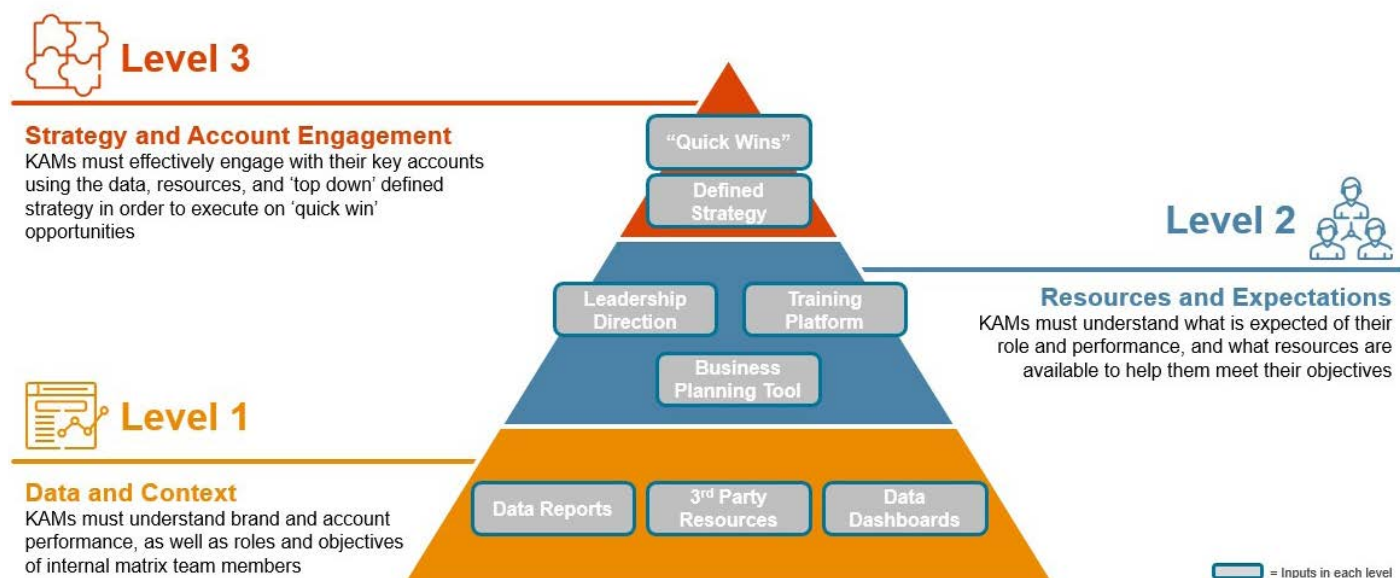 Level 3
Strategy and Account Engagement
KAMs must effectively engage with their key accounts
using the data, resources, and ‘top down’ defined
strategy in order to execute on ‘quick win’
opportunities
“Quick Wins”
Defined
Strategy
Level 2
Resources and Expectations
KAMs must understand what is expected of their
role and performance, and what resources are
available to help them meet their objectives
Leadership
Direction
Training
Platform
Business
Planning Tool
Level 1
Data and Context
KAMs must understand brand and account
performance, as well as roles and objectives
of internal matrix team members
Data Reports
3rd Party
Resources
Data
Dashboards
= Inputs in each level